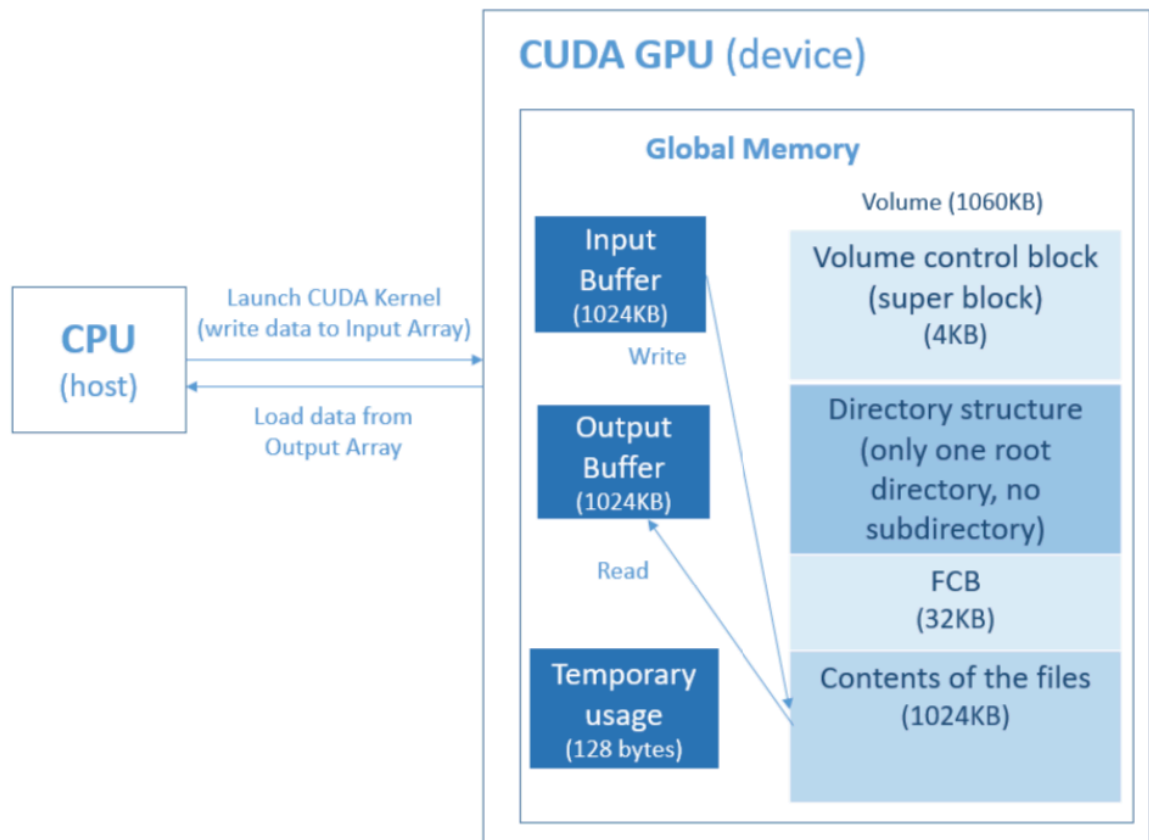 CUDA GPU (device)
Global Memory
Volume (1060KB)
Input
Buffer
(1024KB)
Volume control block
(super block)
(4KB)
Launch CUDA Kernel
(write data to Input Array)
CPU
(host)
Write
Load data from
Output Array
Output
Buffer
(1024KB)
Directory structure
(only one root
directory, no
subdirectory)
Read
FCB
(32KB)
Temporary
usage
(128 bytes)
Contents of the files
(1024KB)